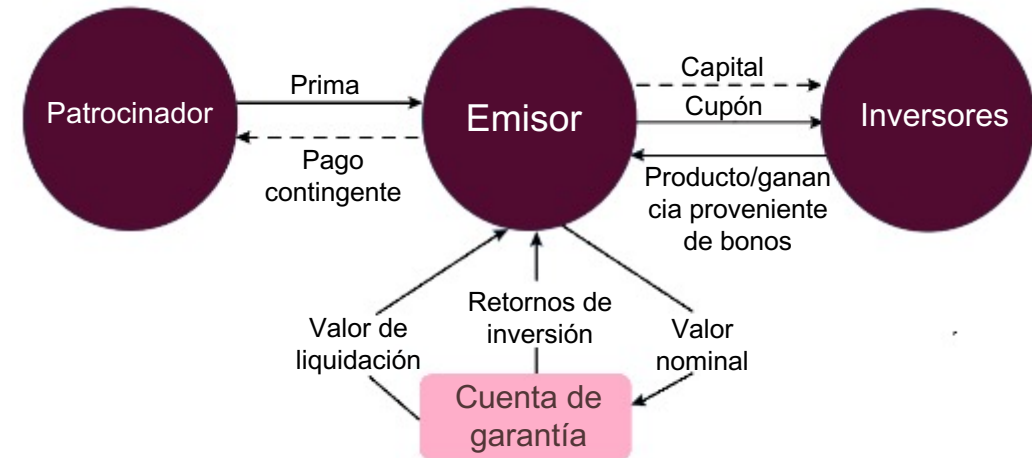 Patrocinador
Prima
Pago
contingente
Emisor
Capital
Cupón
Producto/ganan
cia proveniente
de bonos
Inversores
Valor de
liquidación
Retornos de
inversión
Valor
nominal
Cuenta de
garantía